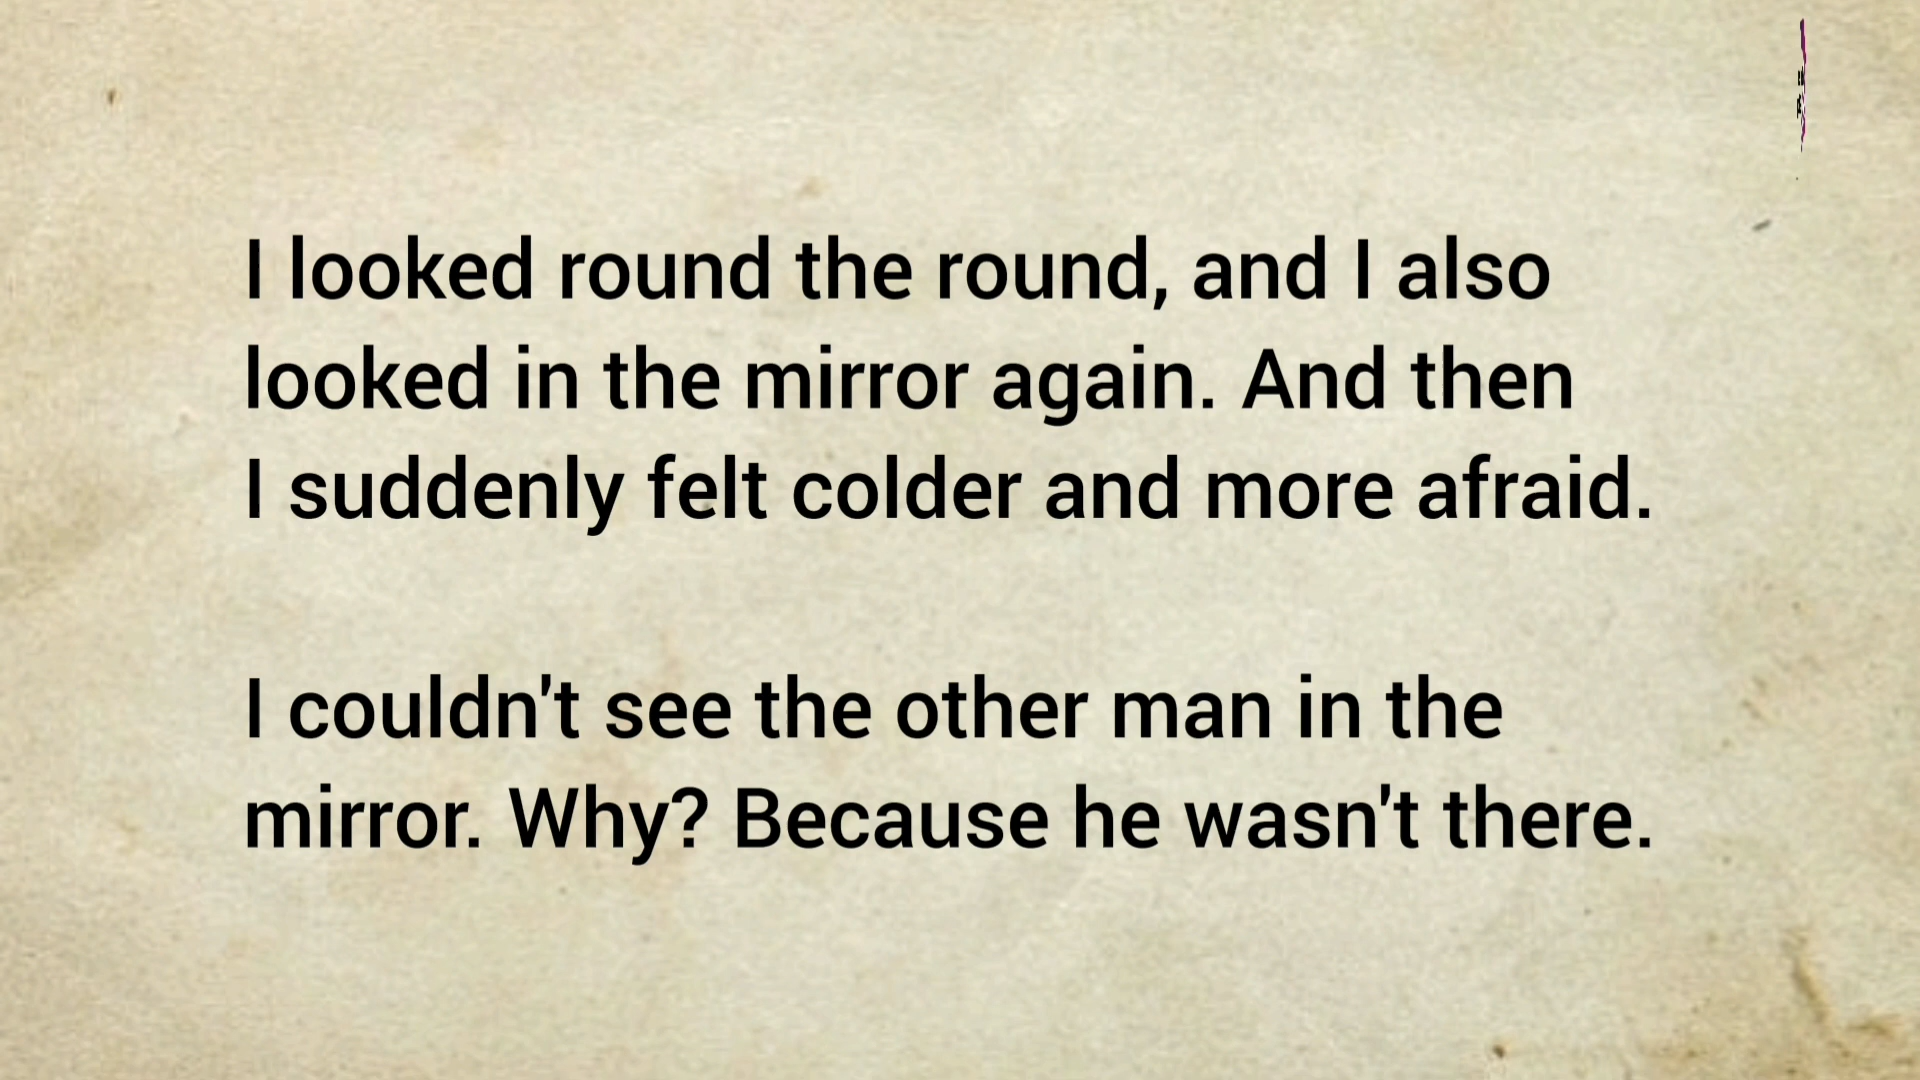 I looked round the round, and I also
looked in the mirror again. And then
I suddenly felt colder and more afraid.
I couldn't see the other man in the
mirror. Why? Because he wasn't there.